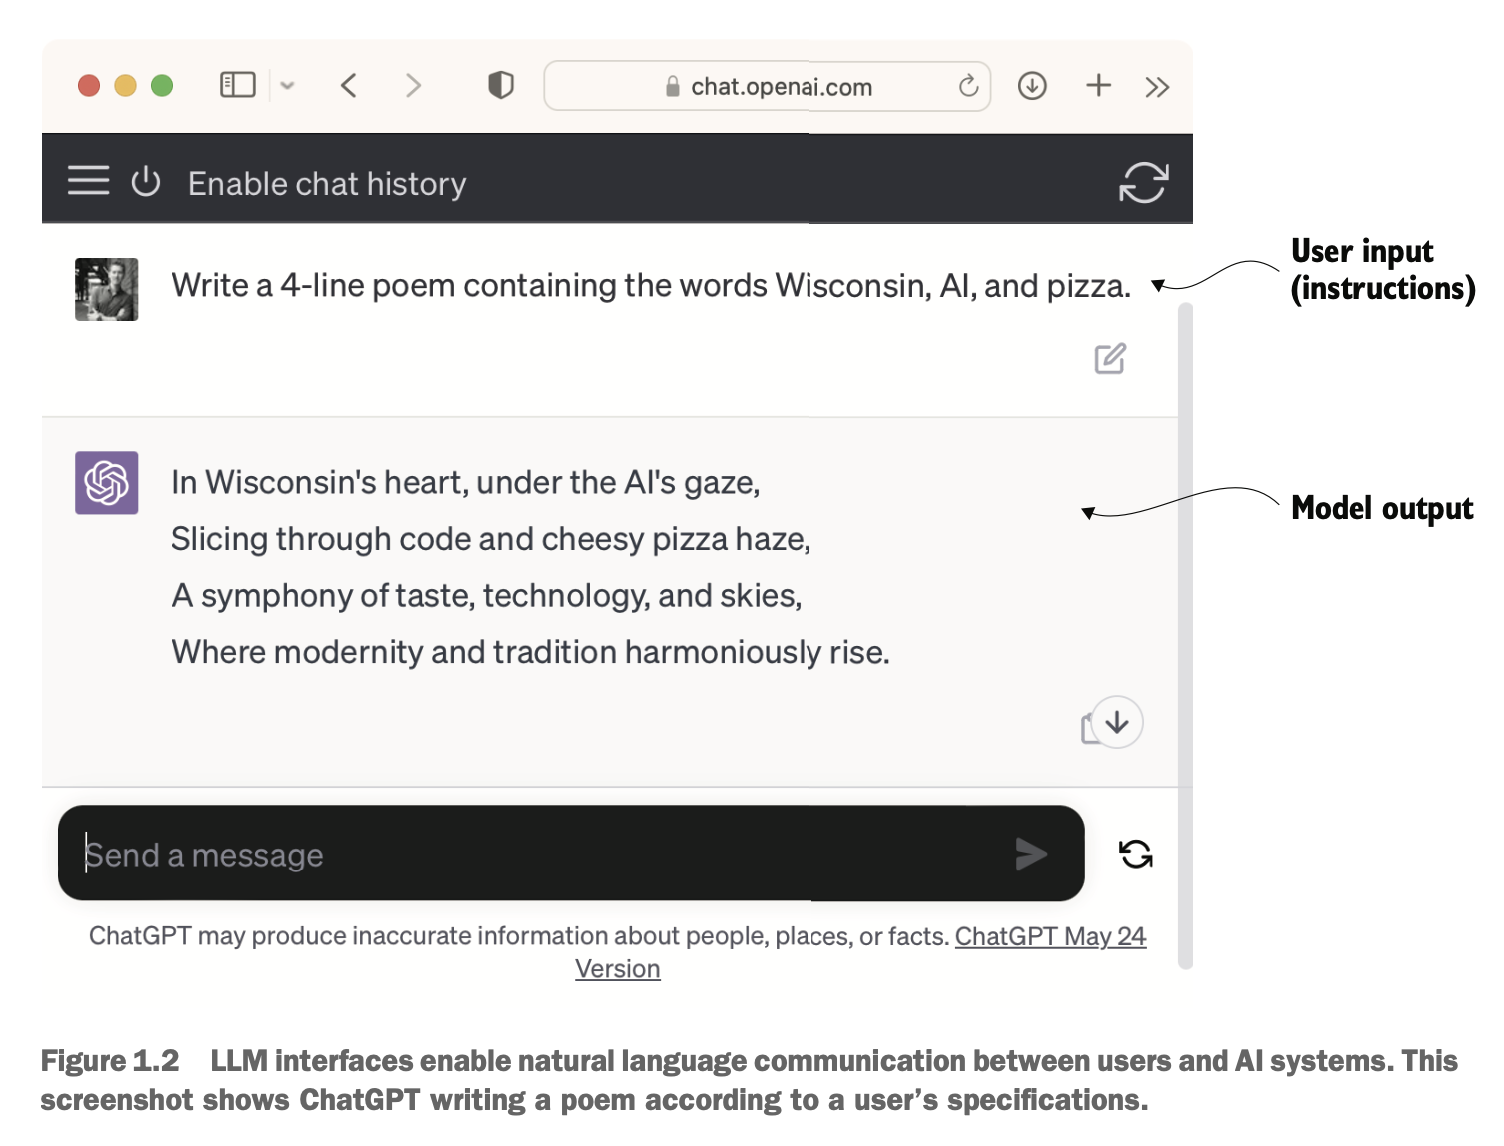 chat.openai.com
Enable chat history
Write a 4-line poem containing the words Wisconsin, AI, and pizza.
User input
(instructions)
In Wisconsin's heart, under the AI's gaze,
Slicing through code and cheesy pizza haze,
A symphony of taste, technology, and skies,
Where modernity and tradition harmoniously rise.
Model output
Send a message
ChatGPT may produce inaccurate information about people, places, or facts. ChatGPT May 24
Version
Figure 1.2 LLM interfaces enable natural language communication between users and AI systems. This
screenshot shows ChatGPT writing a poem according to a user’s specifications.